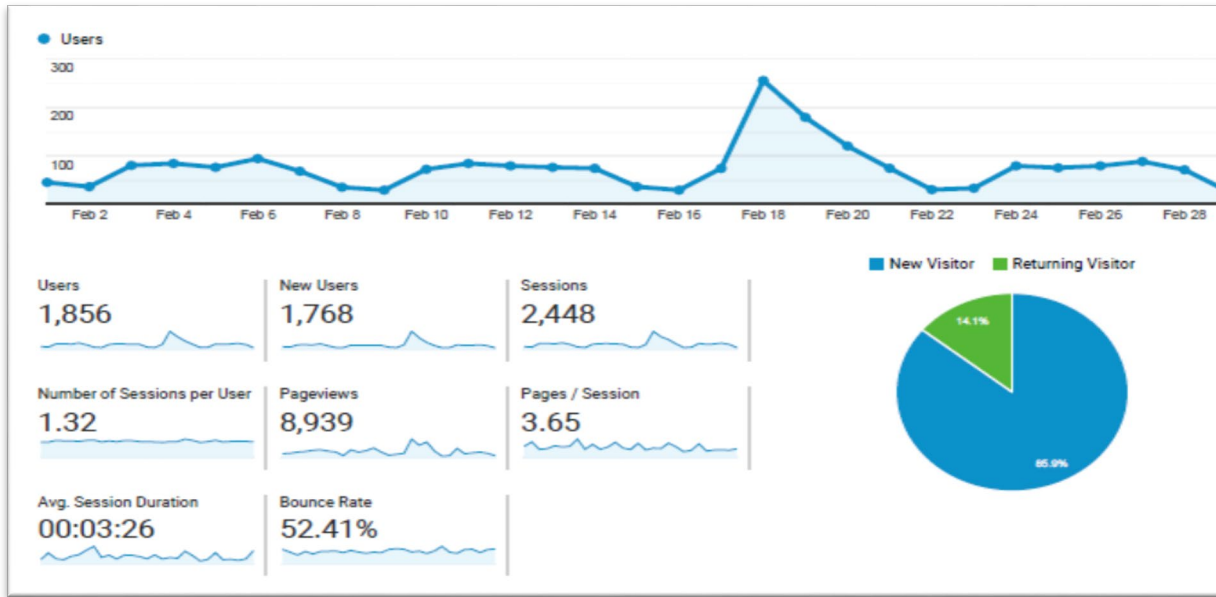 Users
300
200
100
Feb 2 Feb 4 Feb 6 Feb 8 Feb 10 Feb 12 Feb 14 Feb 16 Feb 18 Feb 20 Feb 22 Feb 24 Feb 26 Feb 28
New Visitor Returning Visitor
Users New Users Sessions
1,856 1,768 2,448
Number of Sessions per User Pageviews Pages / Session
1.32 8,939 3.65
Avg. Session Duration Bounce Rate
00:03:26 52.41%
14.1%
85.9%